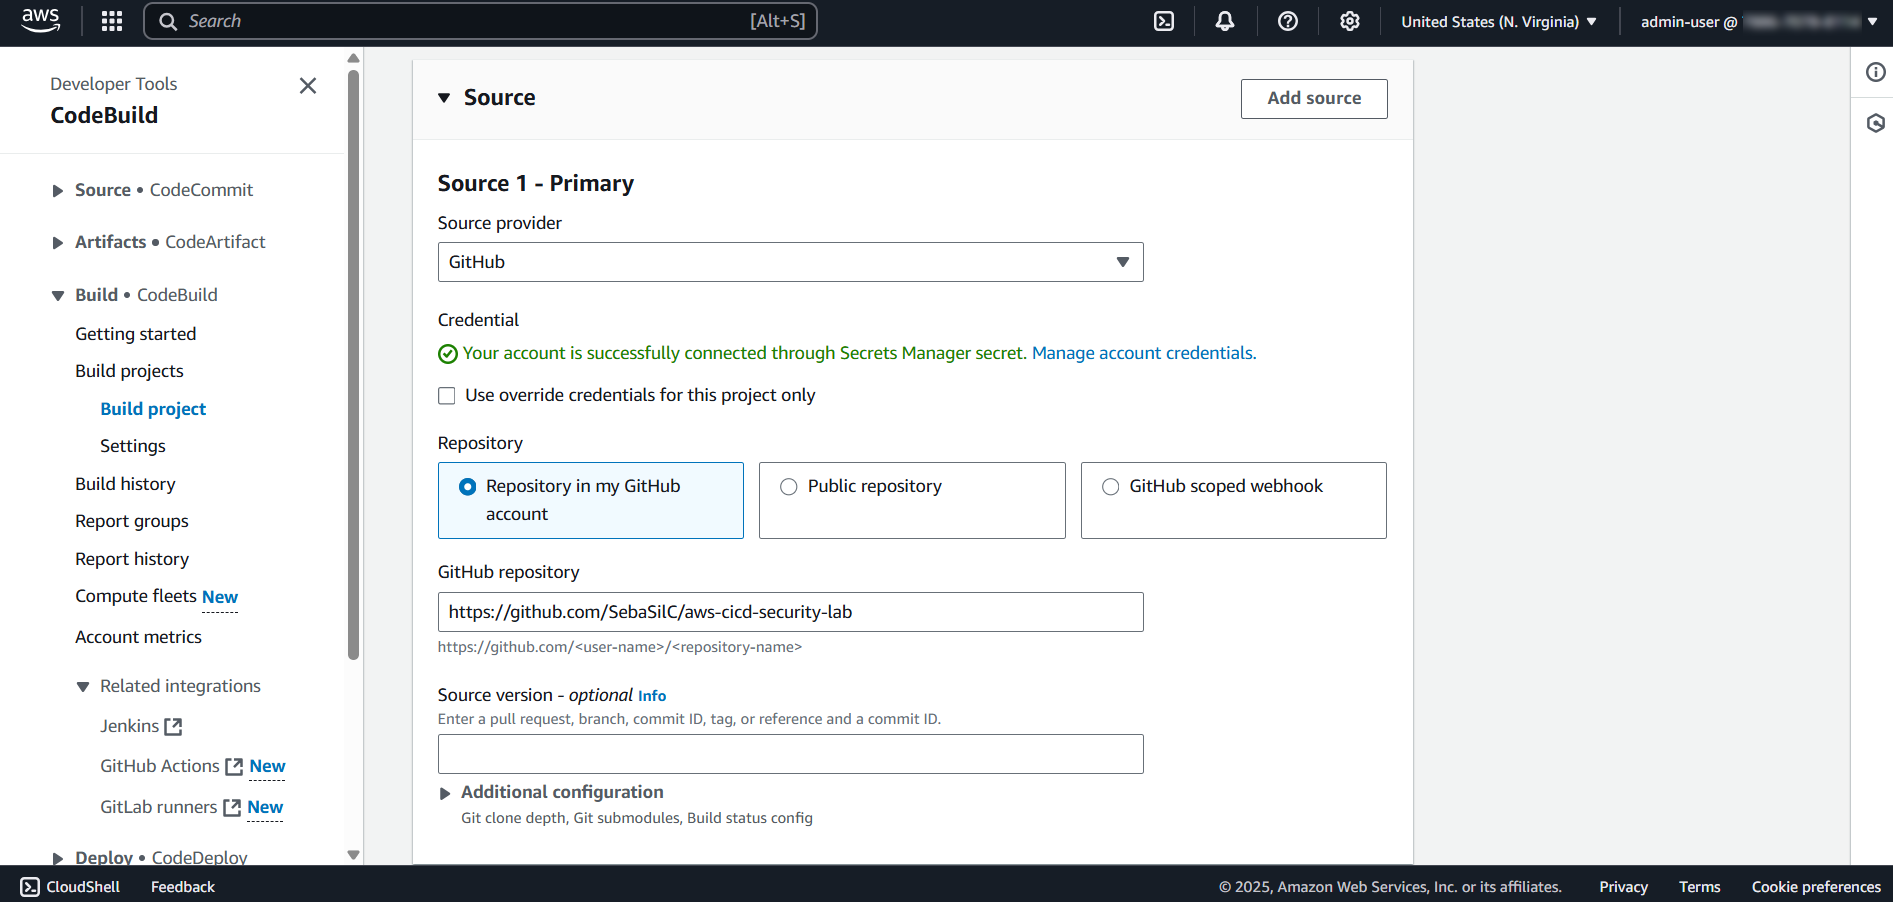 aws
Search [Alt+S]
United States (N. Virginia)
admin-user @
Developer Tools
CodeBuild
Source • CodeCommit
Artifacts • CodeArtifact
Build • CodeBuild
Getting started
Build projects
Build project
Settings
Build history
Report groups
Report history
Compute fleets New
Account metrics
Related integrations
Jenkins
GitHub Actions New
GitLab runners New
Deploy • CodeDeploy
Source
Add source
Source 1 - Primary
Source provider
GitHub
Credential
Your account is successfully connected through Secrets Manager secret. Manage account credentials.
Use override credentials for this project only
Repository
Repository in my GitHub
account
Public repository
GitHub scoped webhook
GitHub repository
https://github.com/SebaSilC/aws-cicd-security-lab
https://github.com/<user-name>/<repository-name>
Source version - optional Info
Enter a pull request, branch, commit ID, tag, or reference and a commit ID.
Additional configuration
Git clone depth, Git submodules, Build status config
CloudShell
Feedback
© 2025, Amazon Web Services, Inc. or its affiliates.
Privacy
Terms
Cookie preferences